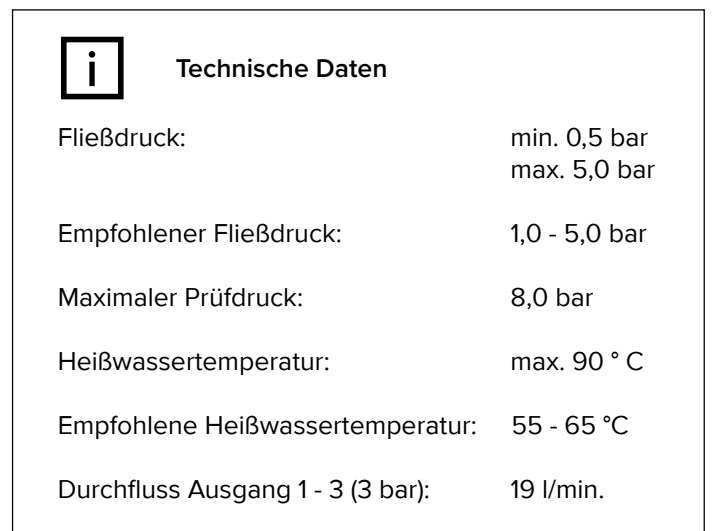 i Technische Daten
Fließdruck: min. 0,5 bar
max. 5,0 bar
Empfohlener Fließdruck: 1,0 - 5,0 bar
Maximaler Prüfdruck: 8,0 bar
Heißwassertemperatur: max. 90 ° C
Empfohlene Heißwassertemperatur: 55 - 65 °C
Durchfluss Ausgang 1 - 3 (3 bar): 19 l/min.